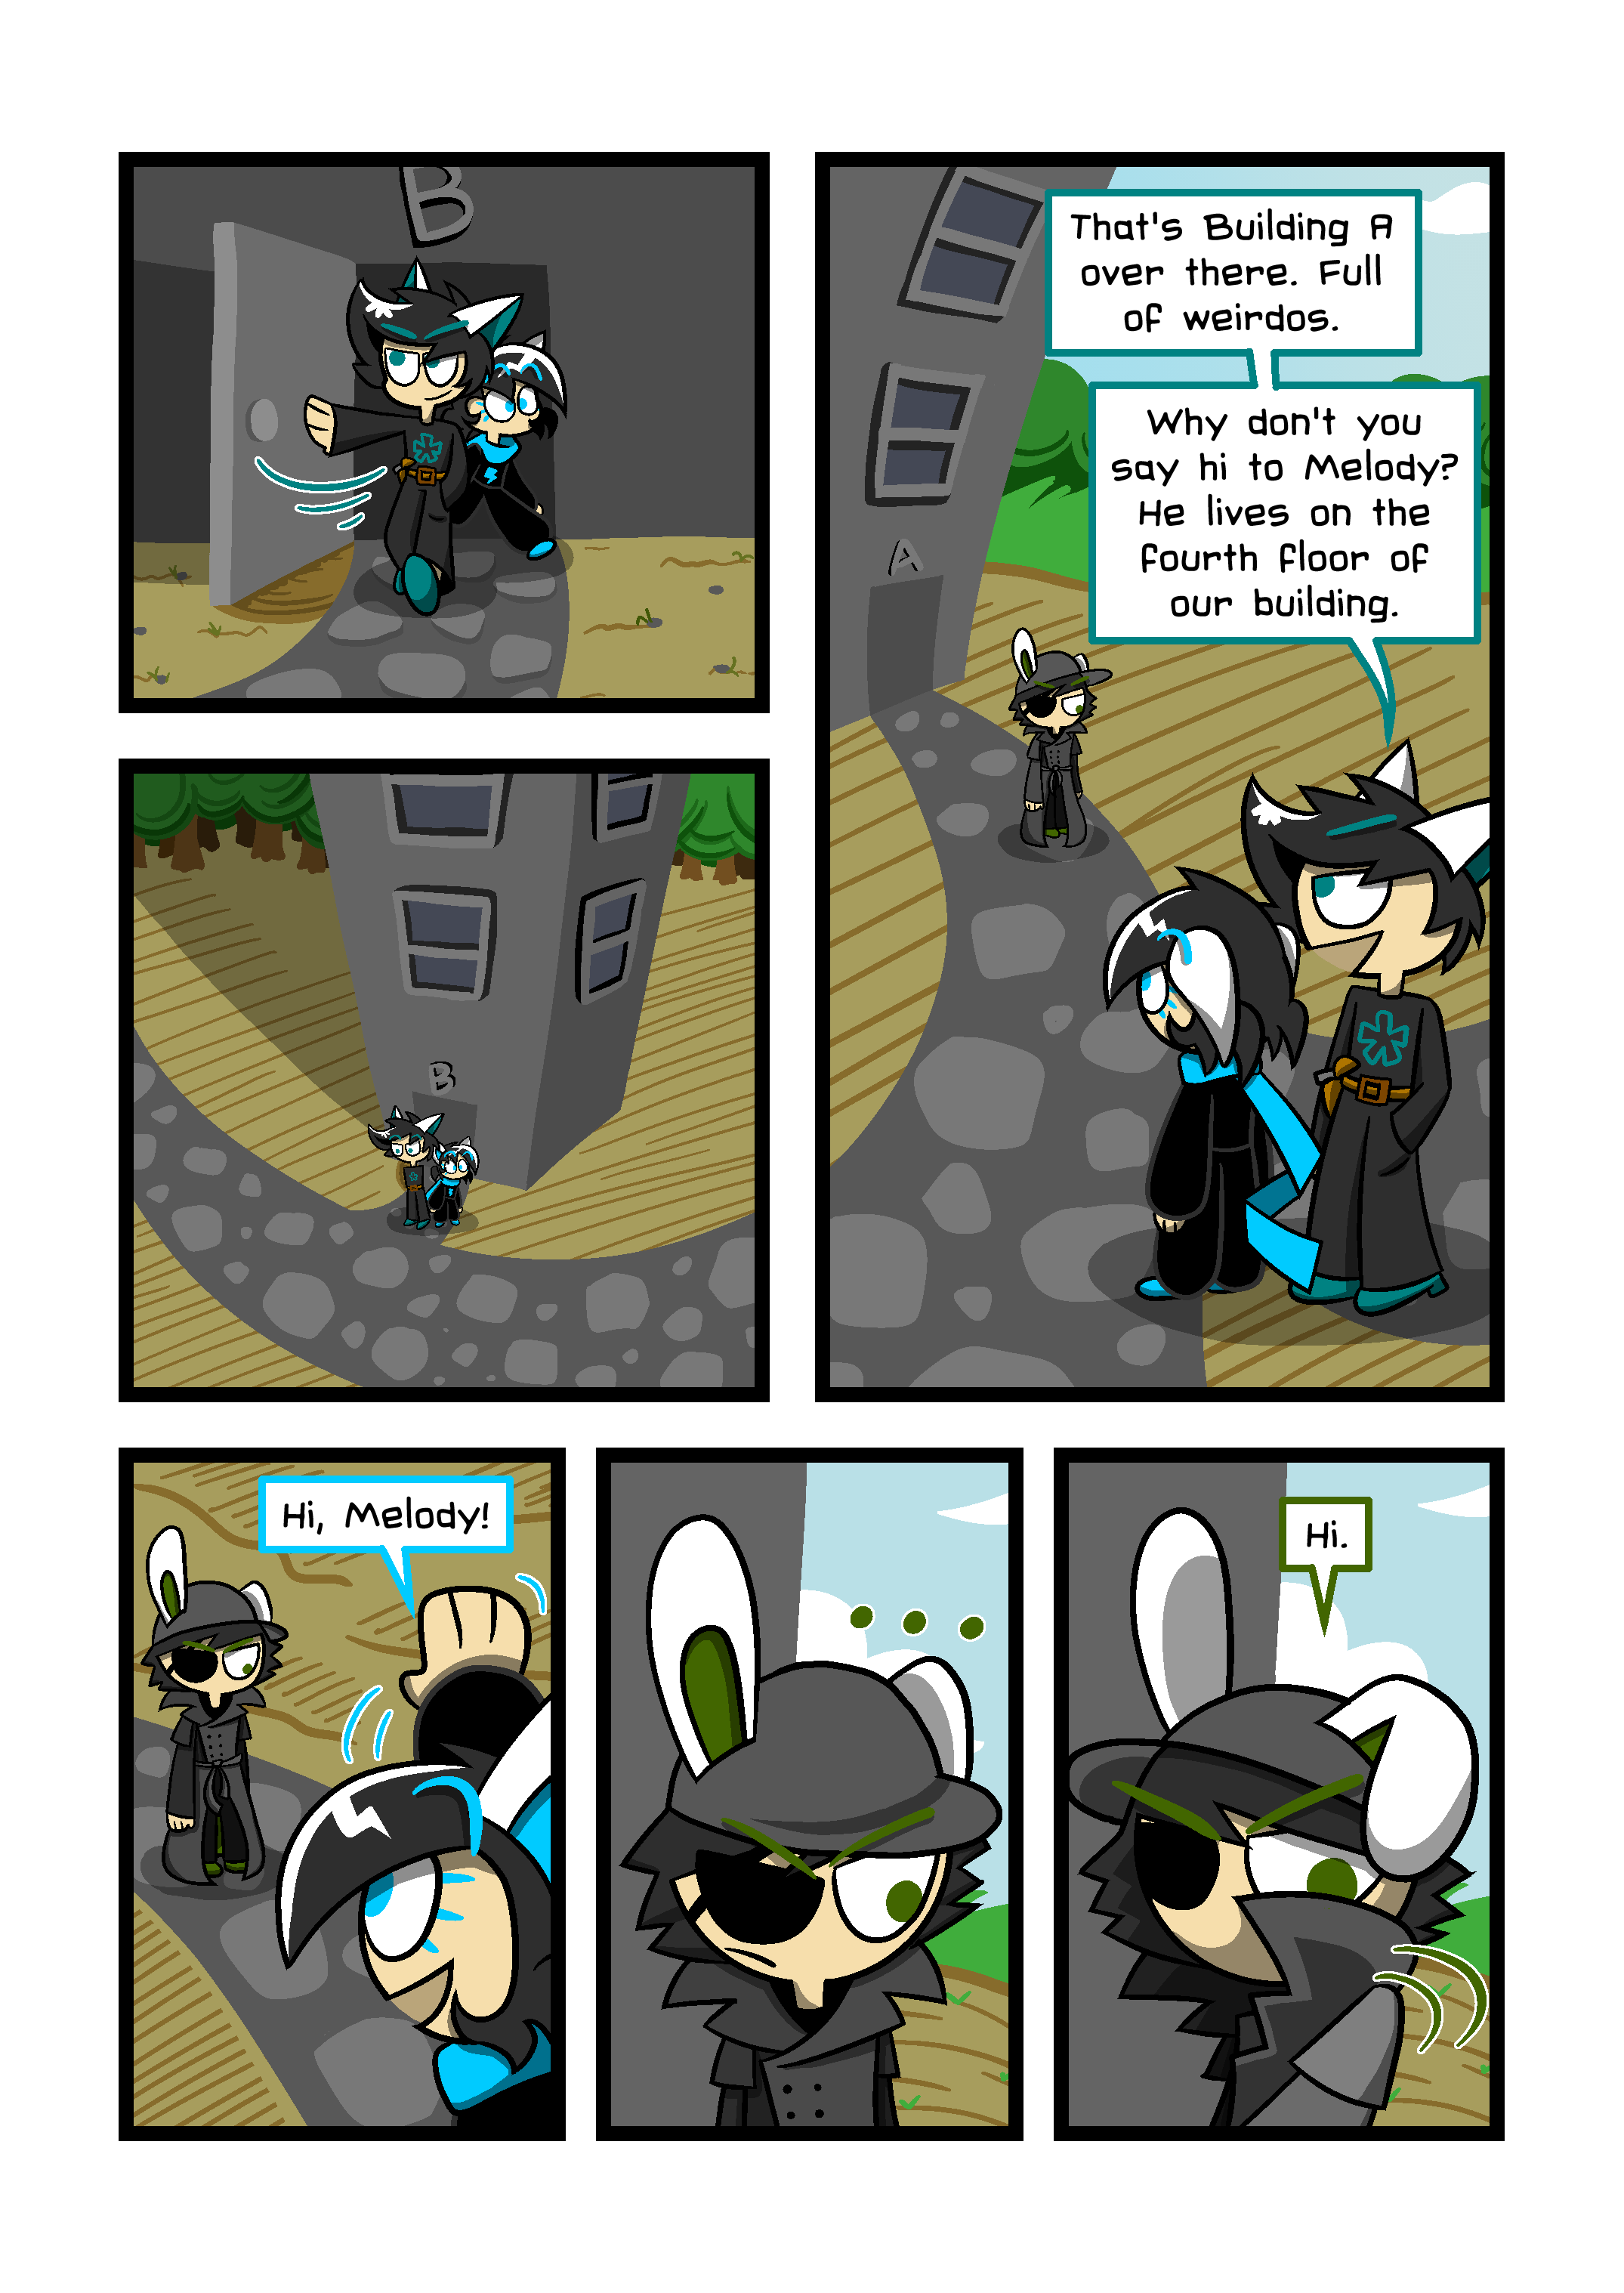 B
B
That's Building A
over there. Full
of weirdos.
Why don't you
say hi to Melody?
He lives on the
fourth floor of
our building.
A
Hi, Melody!
...
Hi.